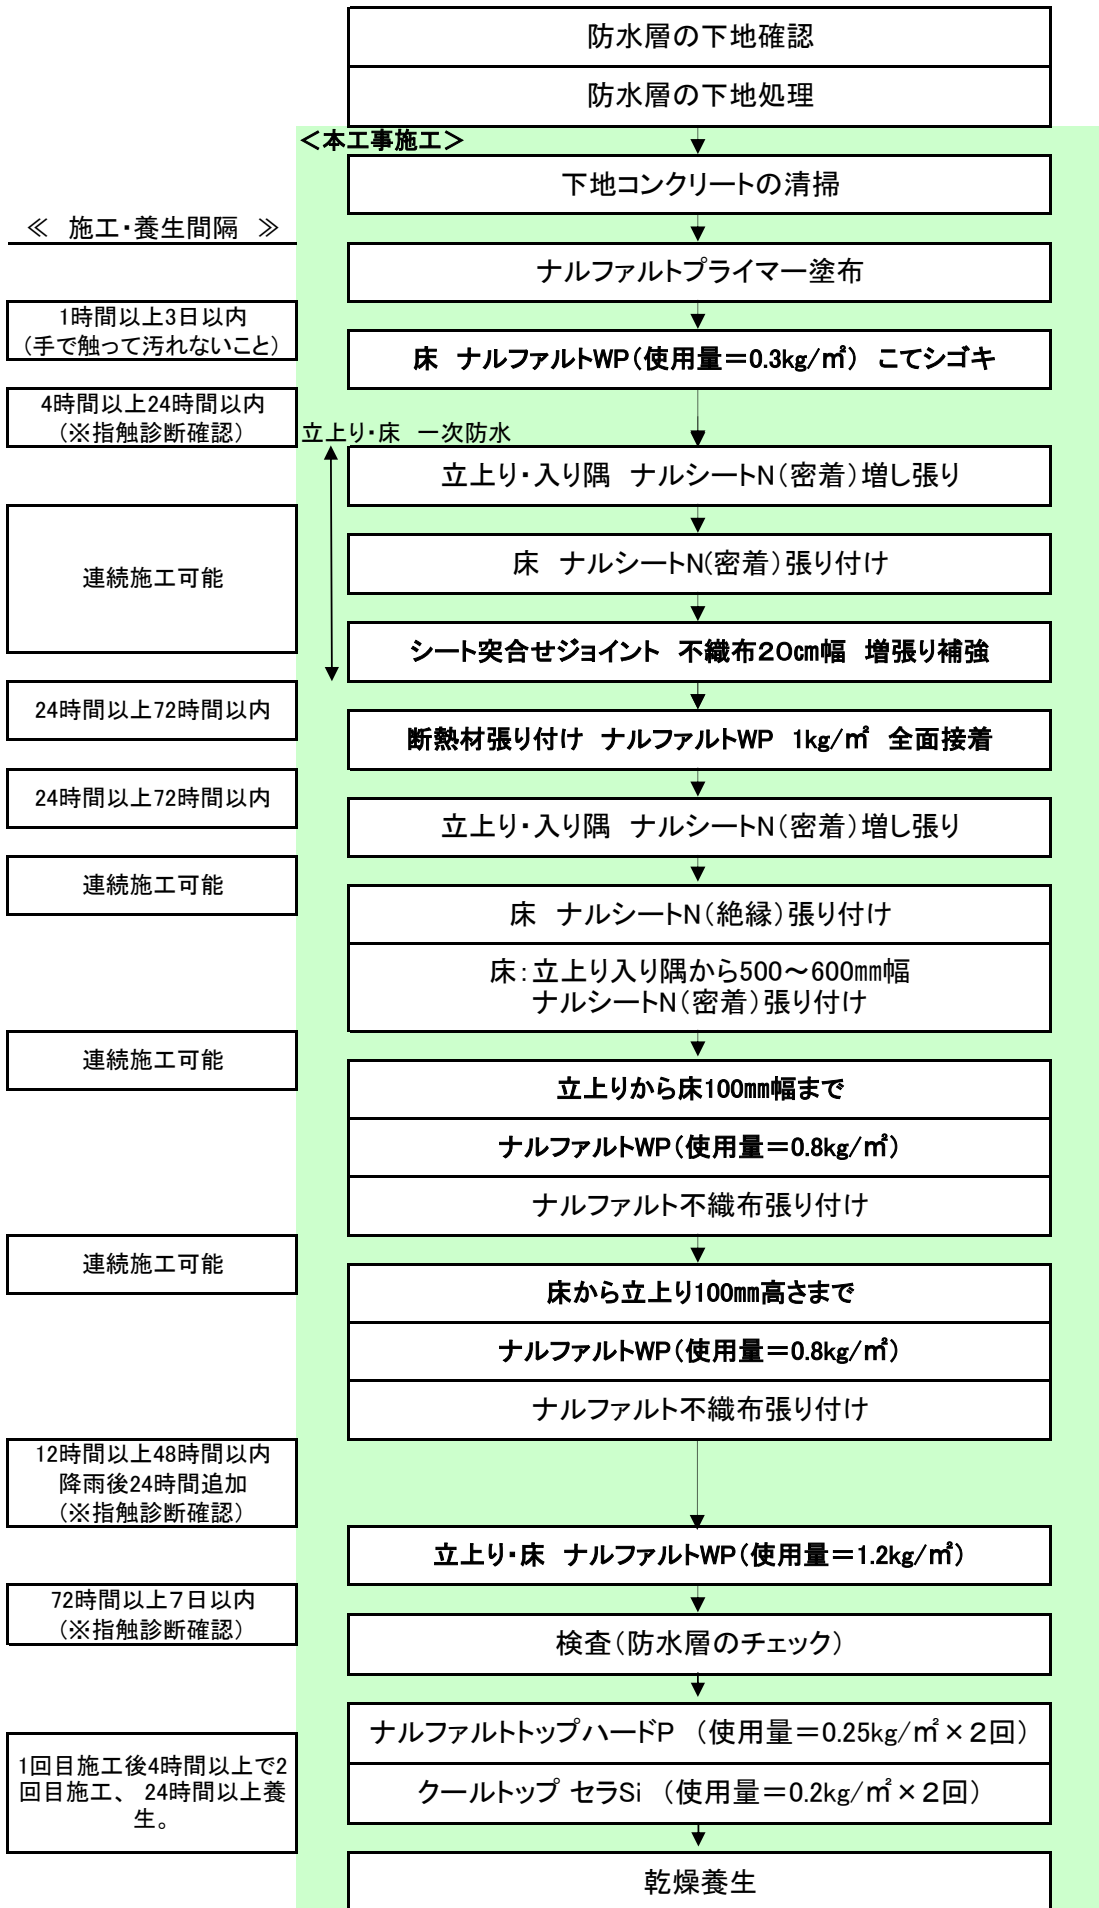 防水層の下地確認
防水層の下地処理
＜本工事施工＞
下地コンクリートの清掃
≪　施工・養生間隔　≫
ナルファルトプライマー塗布
1時間以上3日以内
（手で触って汚れないこと）
床　ナルファルトWP（使用量＝0.3kg/㎡）　こてシゴキ
4時間以上24時間以内
（※指触診断確認）
立上り・床　一次防水
立上り・入り隅　ナルシートN（密着）増し張り
連続施工可能
床　ナルシートN(密着）張り付け
シート突合せジョイント　不織布２０㎝幅　増張り補強
24時間以上72時間以内
断熱材張り付け　ナルファルトWP　1kg/㎡　全面接着
24時間以上72時間以内
立上り・入り隅　ナルシートN（密着）増し張り
連続施工可能
床　ナルシートN（絶縁）張り付け
床：立上り入り隅から500～600㎜幅
ナルシートN（密着）張り付け
連続施工可能
立上りから床100㎜幅まで
ナルファルトWP（使用量＝0.8kg/㎡）
ナルファルト不織布張り付け
連続施工可能
床から立上り100㎜高さまで
ナルファルトWP（使用量＝0.8kg/㎡）
ナルファルト不織布張り付け
12時間以上48時間以内
降雨後24時間追加
（※指触診断確認）
立上り・床　ナルファルトWP（使用量＝1.2kg/㎡）
72時間以上７日以内
（※指触診断確認）
検査（防水層のチェック）
ナルファルトトップハードP　（使用量＝0.25kg/㎡×２回）
1回目施工後4時間以上で2
回目施工、 24時間以上養
生。
クールトップ セラSi　（使用量＝0.2kg/㎡×２回）
乾燥養生